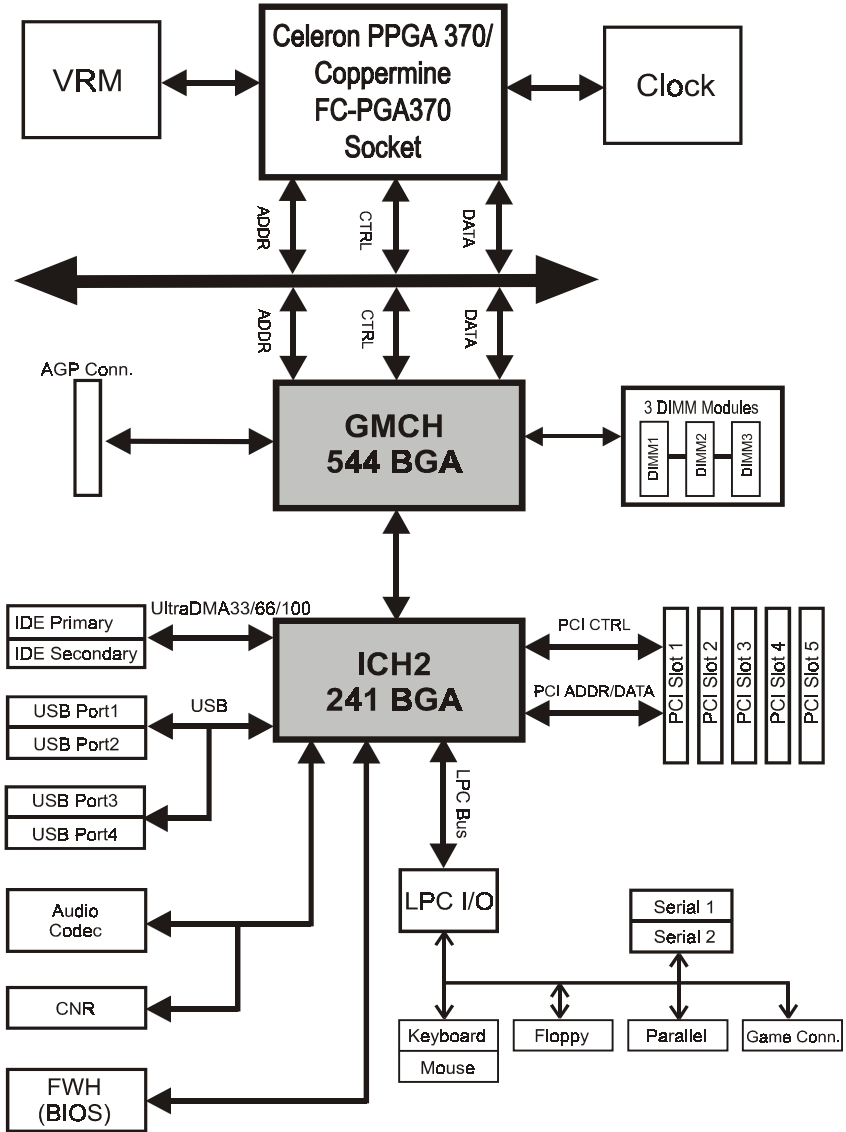 VRM
Celeron PPGA 370/
Coppermine
FC-PGA370
Socket
Clock
ADDR
CTRL
DATA
ADDR
CTRL
DATA
AGP Conn.
GMCH
544 BGA
3 DIMM Modules
DIMM1
DIMM2
DIMM3
UltraDMA33/66/100
IDE Primary
IDE Secondary
ICH2
241 BGA
PCI CTRL
PCI ADDR/DATA
PCI Slot 1
PCI Slot 2
PCI Slot 3
PCI Slot 4
PCI Slot 5
USB
USB Port1
USB Port2
USB Port3
USB Port4
LPC Bus
Audio
Codec
LPC I/O
Serial 1
Serial 2
CNR
Keyboard
Mouse
Floppy
Parallel
Game Conn.
FWH
(BIOS)